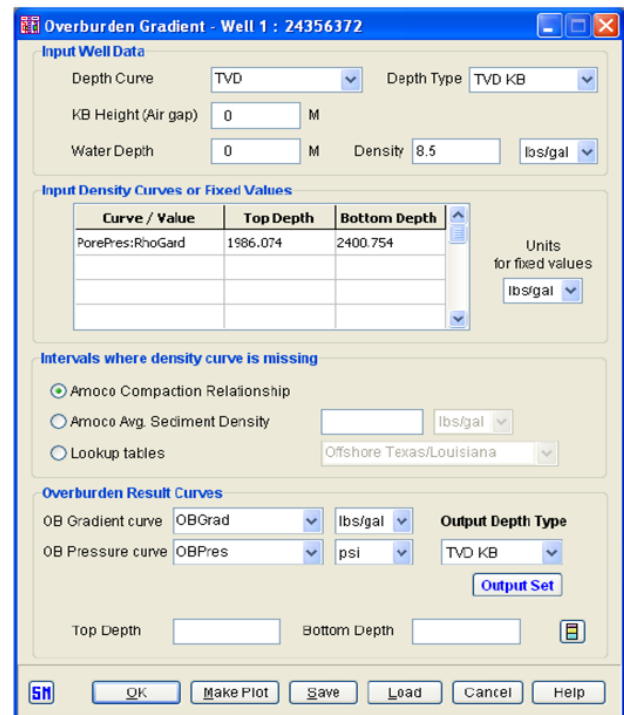 Overburden Gradient - Well 1 : 24356372
Input Well Data
Depth Curve TVD Depth Type TVD KB
KB Height (Air gap) 0 M
Water Depth 0 M Density 8.5 lbs/gal
Input Density Curves or Fixed Values
Curve / Value Top Depth Bottom Depth
PorePres:RhoGard 1986.074 2400.754
Units
for fixed values
lbs/gal
Intervals where density curve is missing
Amoco Compaction Relationship
Amoco Avg. Sediment Density lbs/gal
Lookup tables Offshore Texas/Louisiana
Overburden Result Curves
OB Gradient curve OBGrad lbs/gal Output Depth Type
OB Pressure curve OBPres psi TVD KB
Output Set
Top Depth Bottom Depth
SM OK Make Plot Save Load Cancel Help